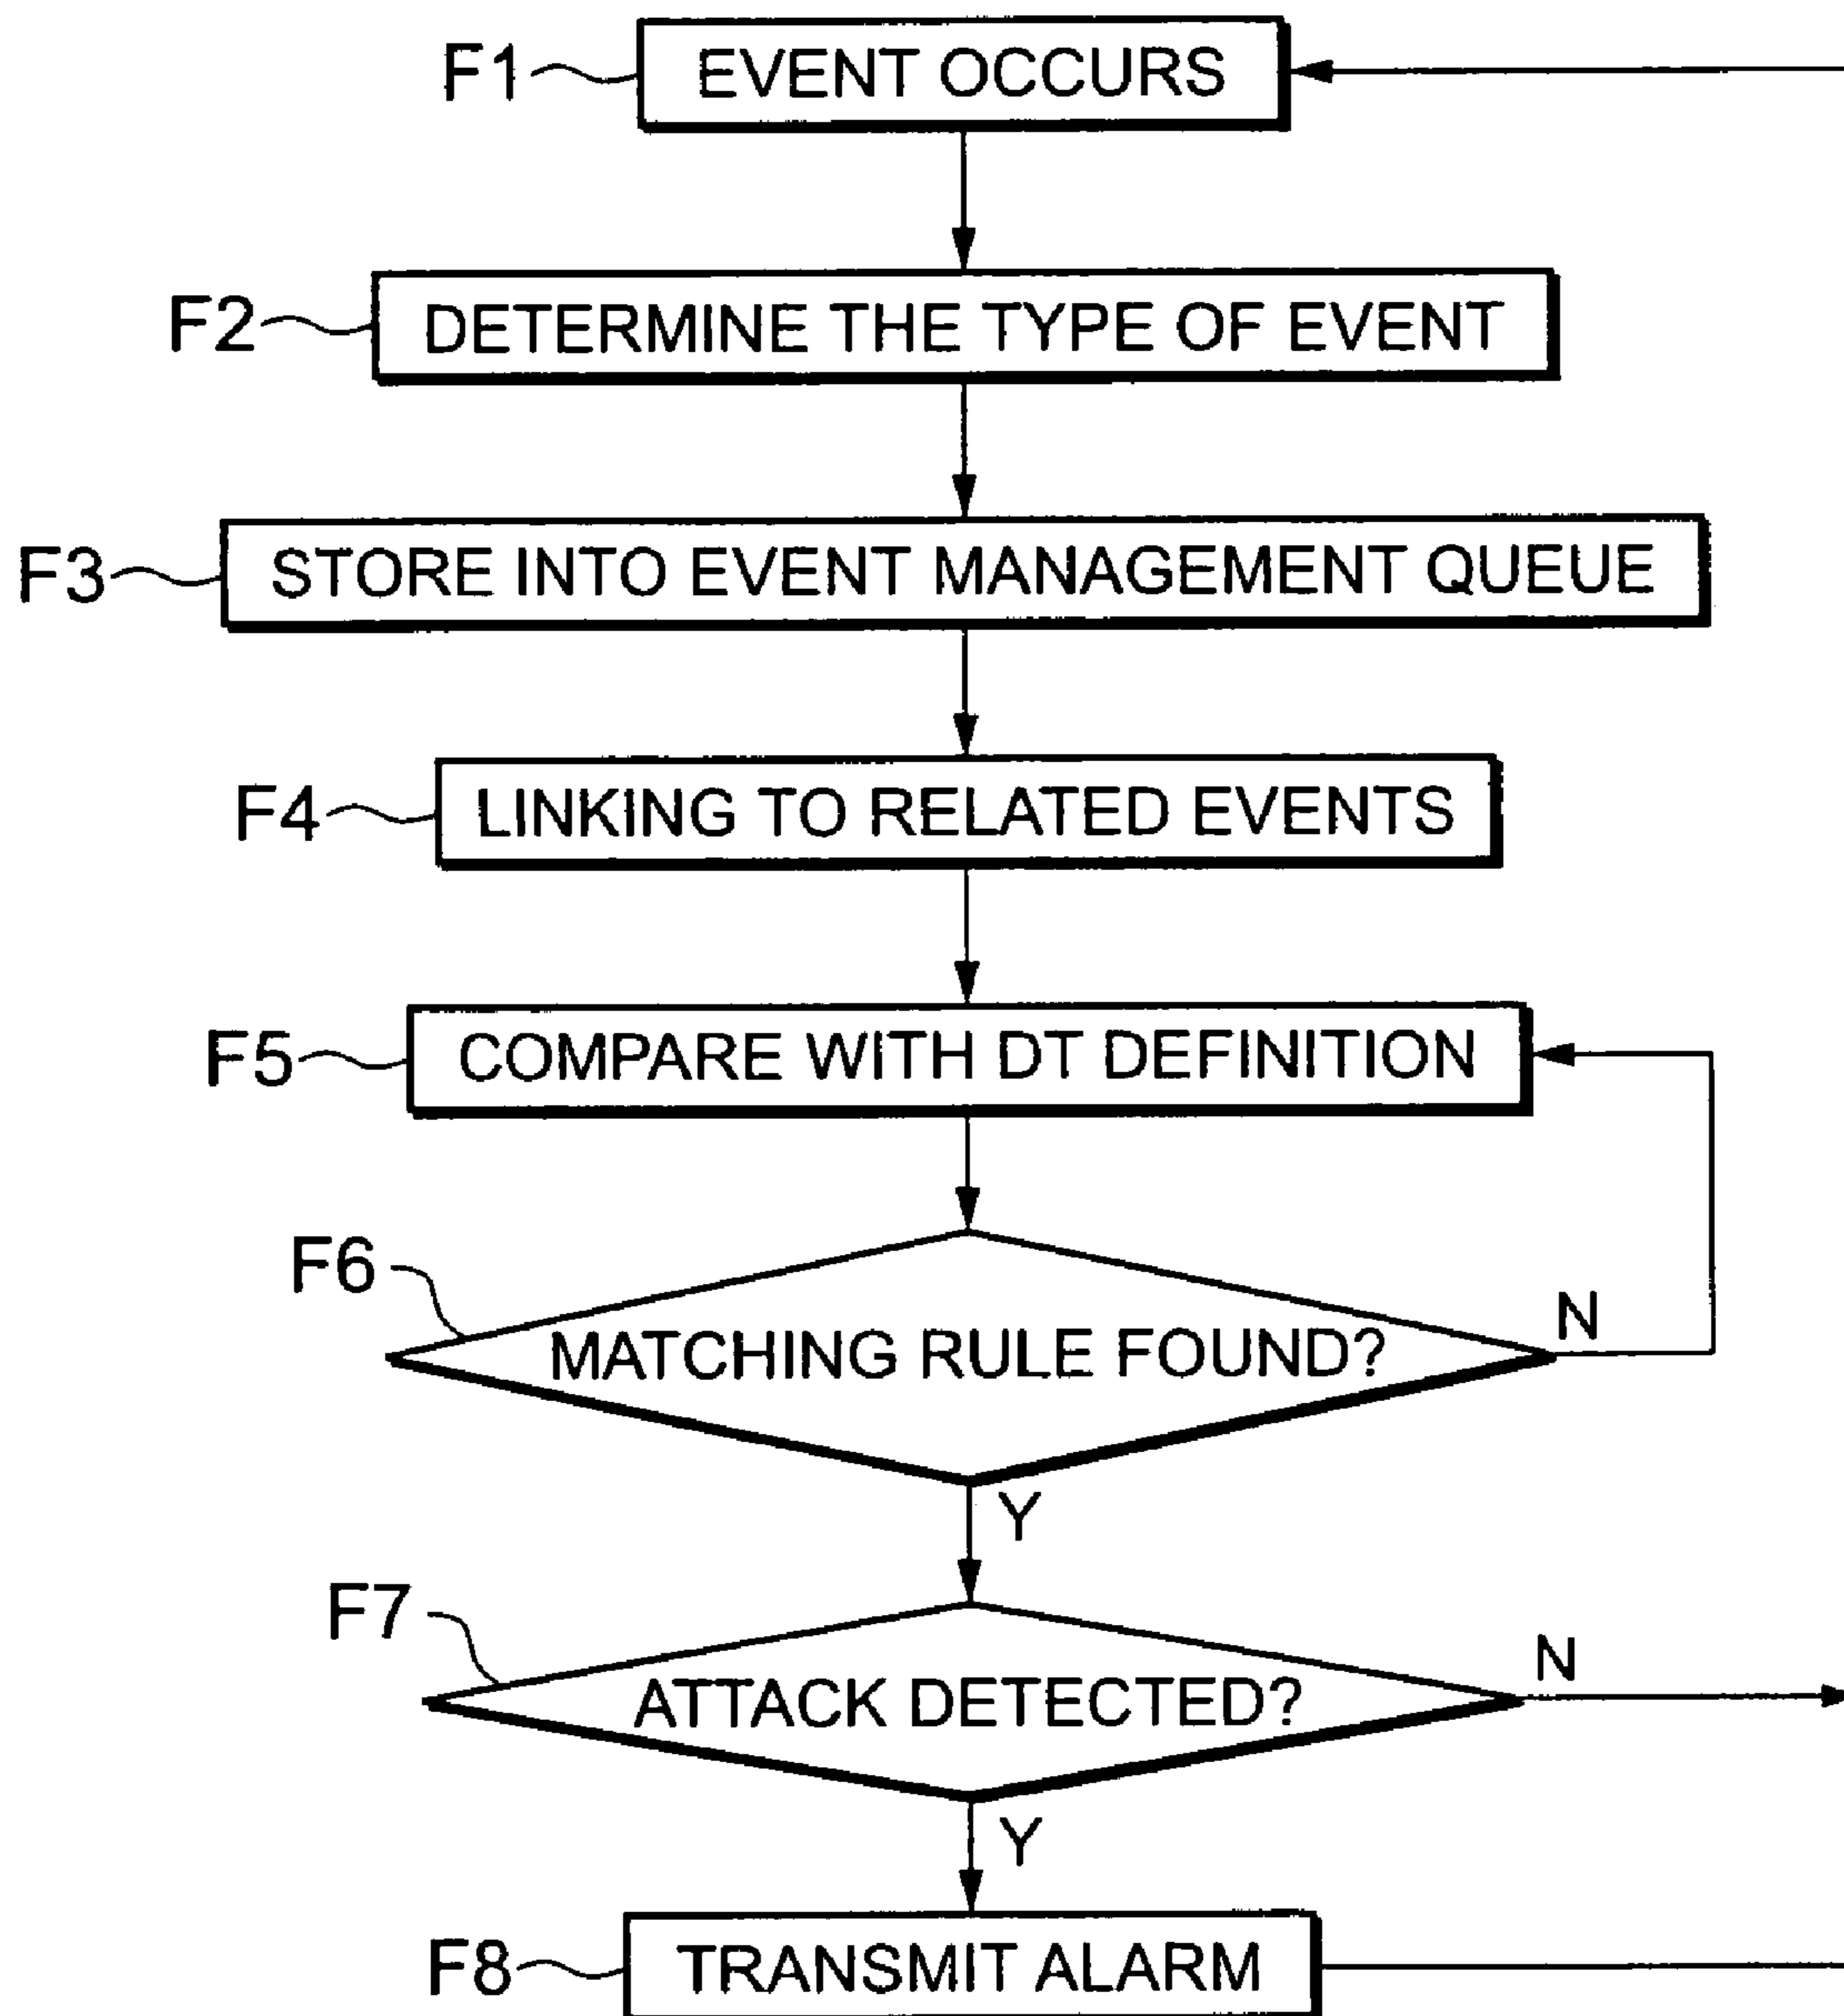 F1 EVENT OCCURS
F2 DETERMINE THE TYPE OF EVENT
F3 STORE INTO EVENT MANAGEMENT QUEUE
F4 LINKING TO RELATED EVENTS
F5 COMPARE WITH DT DEFINITION
F6 MATCHING RULE FOUND? N
Y
F7 ATTACK DETECTED? N
Y
F8 TRANSMIT ALARM